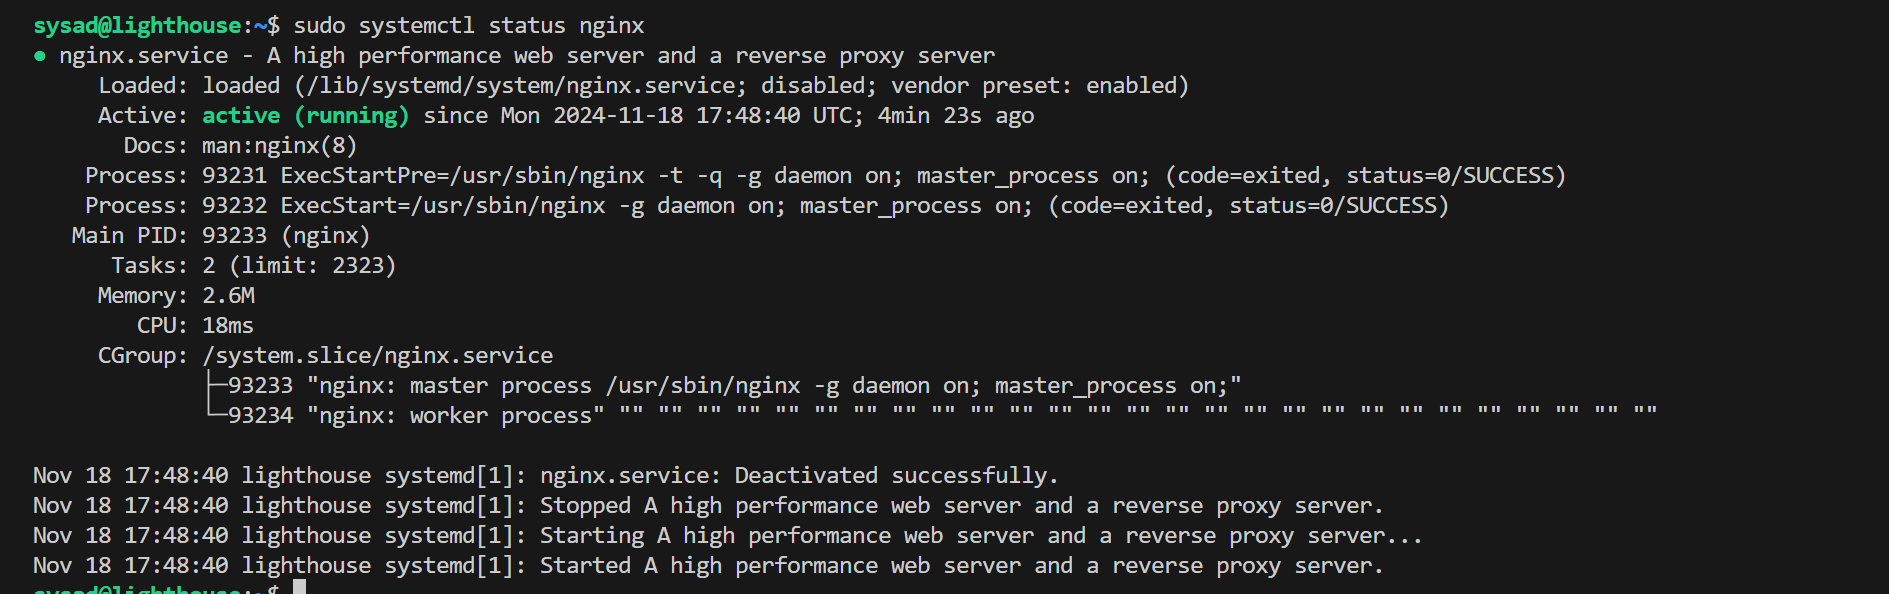 sysad@lighthouse:~$ sudo systemctl status nginx
● nginx.service - A high performance web server and a reverse proxy server
     Loaded: loaded (/lib/systemd/system/nginx.service; disabled; vendor preset: enabled)
     Active: active (running) since Mon 2024-11-18 17:48:40 UTC; 4min 23s ago
       Docs: man:nginx(8)
    Process: 93231 ExecStartPre=/usr/sbin/nginx -t -q -g daemon on; master_process on; (code=exited, status=0/SUCCESS)
    Process: 93232 ExecStart=/usr/sbin/nginx -g daemon on; master_process on; (code=exited, status=0/SUCCESS)
   Main PID: 93233 (nginx)
      Tasks: 2 (limit: 2323)
     Memory: 2.6M
        CPU: 18ms
     CGroup: /system.slice/nginx.service
             ├─93233 "nginx: master process /usr/sbin/nginx -g daemon on; master_process on;"
             └─93234 "nginx: worker process" "" "" "" "" "" "" "" "" "" "" "" "" "" "" "" "" "" "" "" "" "" "" "" "" "" "" ""

Nov 18 17:48:40 lighthouse systemd[1]: nginx.service: Deactivated successfully.
Nov 18 17:48:40 lighthouse systemd[1]: Stopped A high performance web server and a reverse proxy server.
Nov 18 17:48:40 lighthouse systemd[1]: Starting A high performance web server and a reverse proxy server...
Nov 18 17:48:40 lighthouse systemd[1]: Started A high performance web server and a reverse proxy server.
sysad@lighthouse:~$